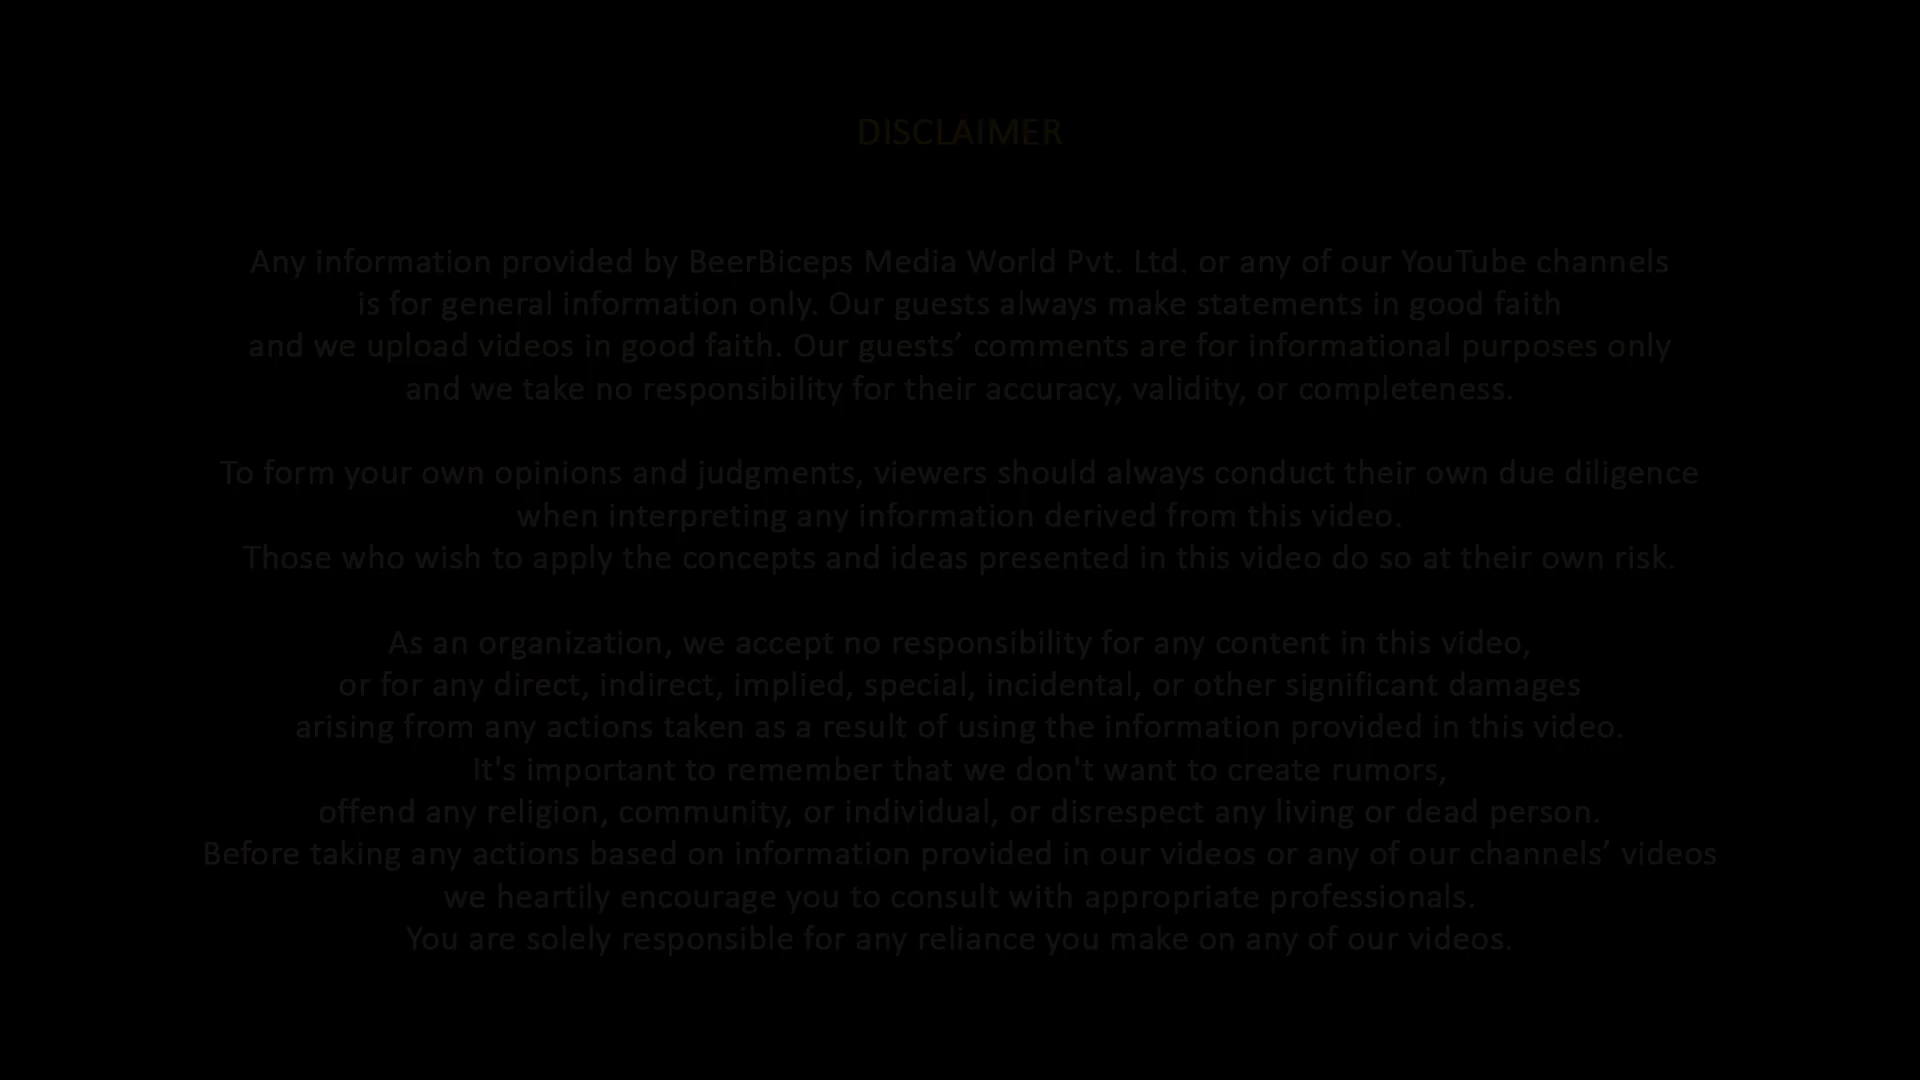 DISCLAIMER
Any information provided by BeerBiceps Media World Pvt. Ltd. or any of our YouTube channels
is for general information only. Our guests always make statements in good faith
and we upload videos in good faith. Our guests’ comments are for informational purposes only
and we take no responsibility for their accuracy, validity, or completeness.
To form your own opinions and judgments, viewers should always conduct their own due diligence
when interpreting any information derived from this video.
Those who wish to apply the concepts and ideas presented in this video do so at their own risk.
As an organization, we accept no responsibility for any content in this video,
or for any direct, indirect, implied, special, incidental, or other significant damages
arising from any actions taken as a result of using the information provided in this video.
It's important to remember that we don't want to create rumors,
offend any religion, community, or individual, or disrespect any living or dead person.
Before taking any actions based on information provided in our videos or any of our channels’ videos
we heartily encourage you to consult with appropriate professionals.
You are solely responsible for any reliance you make on any of our videos.